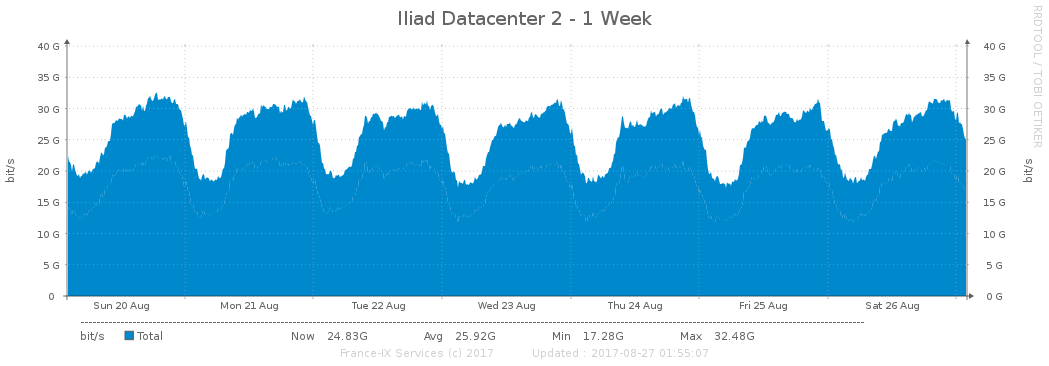 Iliad Datacenter 2 - 1 Week
RRDTOOL / TOBI OETIKER
40 G 40 G
35 G 35 G
30 G 30 G
25 G 25 G
20 G 20 G
15 G 15 G
10 G 10 G
5 G 5 G
0 0 G
bit/s
bit/s
Sun 20 Aug Mon 21 Aug Tue 22 Aug Wed 23 Aug Thu 24 Aug Fri 25 Aug Sat 26 Aug
bit/s Total Now 24.83G Avg 25.92G Min 17.28G Max 32.48G
France-IX Services (c) 2017 Updated : 2017-08-27 01:55:07